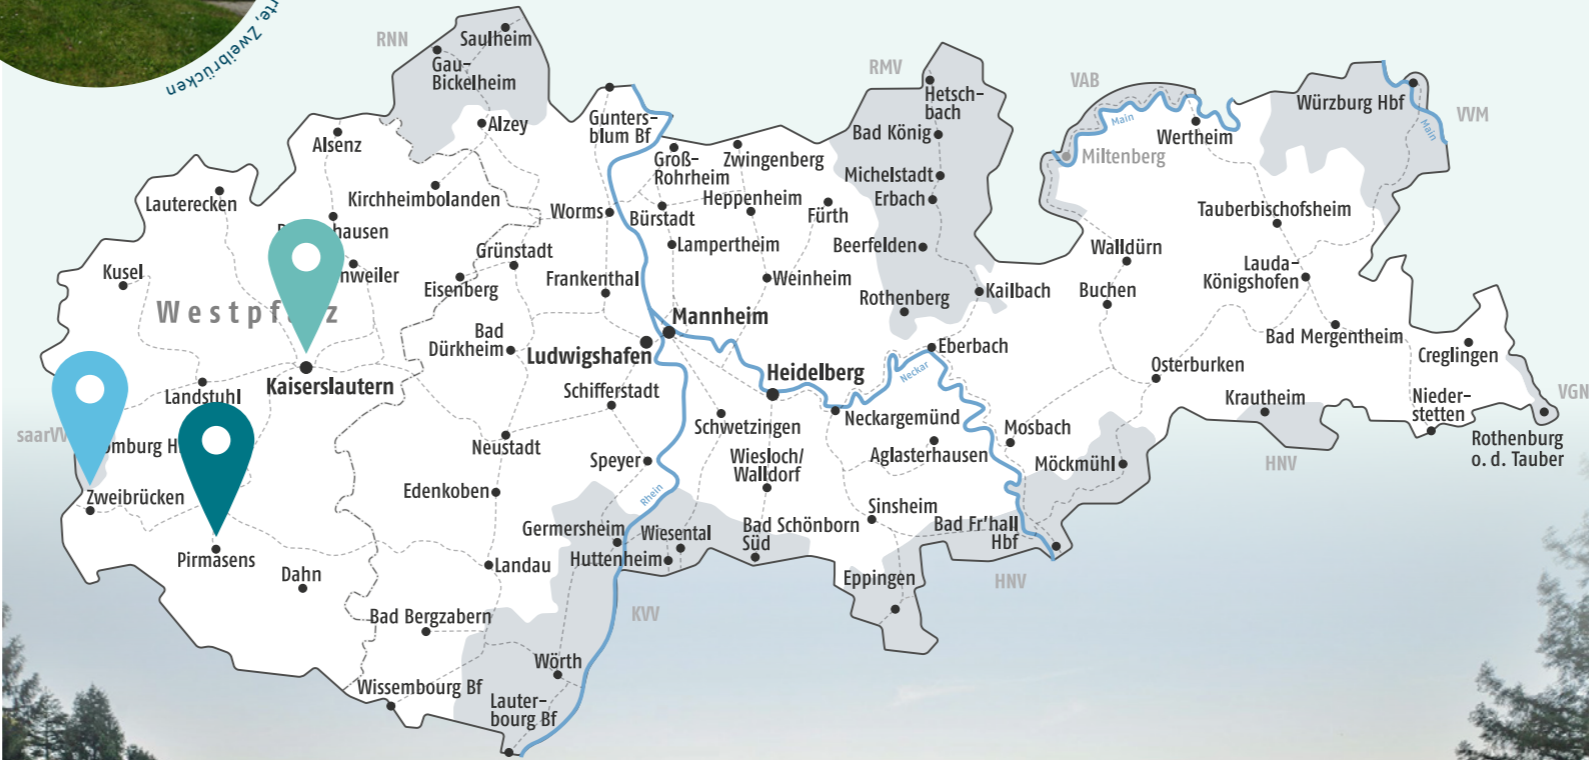 rte, Zweibrücken
RNN
Saulheim
Gau-
Bickelheim
Alzey
Alsenz
Kirchheimbolanden
Lauterecken
hausen
nweiler
Kusel
Westpf lz
Kaiserslautern
Landstuhl
saarVV
omburg H
Zweibrücken
Pirmasens
Dahn
Grünstadt
Eisenberg
Bad
Dürkheim
Neustadt
Edenkoben
Landau
Bad Bergzabern
Wissembourg Bf
Lauter-
bourg Bf
Wörth
Germersheim
Huttenheim
Wiesental
KVV
Rhein
Speyer
Schifferstadt
Ludwigshafen
Mannheim
Frankenthal
Worms
Gunters-
blum Bf
Groß-
Rohrheim
Zwingenberg
Bürstadt
Heppenheim
Lampertheim
Fürth
Weinheim
Heidelberg
Schwetzingen
Wiesloch/
Walldorf
Bad Schönborn
Süd
Neckargemünd
Aglasterhausen
Sinsheim
Eppingen
Bad Fr'hall
Hbf
HNV
Mosbach
Möckmühl
Neckar
Eberbach
RMV
Hetsch-
bach
Bad König
Michelstadt
Erbach
Beerfelden
Rothenberg
Kailbach
VAB
Main
Miltenberg
Wertheim
Würzburg Hbf
Main
VVM
Tauberbischofsheim
Walldürn
Buchen
Lauda-
Königshofen
Bad Mergentheim
Osterburken
Krautheim
HNV
Creglingen
Nieder-
stetten
VGN
Rothenburg
o. d. Tauber